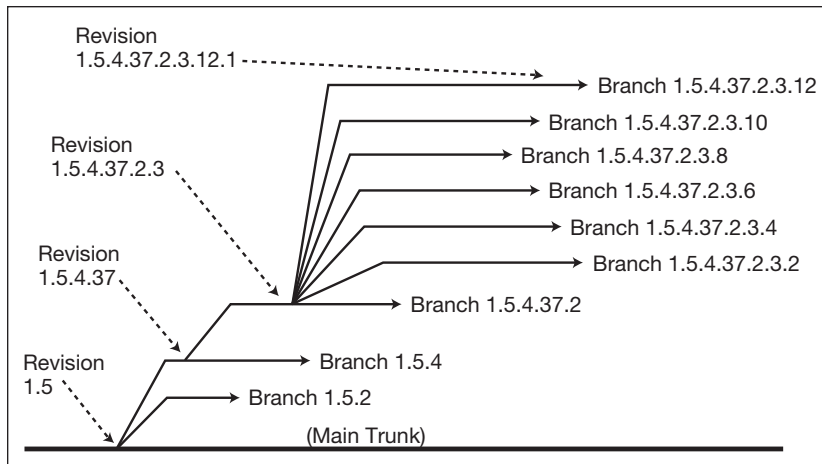 Revision
1.5.4.37.2.3.12.1
Branch 1.5.4.37.2.3.12
Branch 1.5.4.37.2.3.10
Revision
1.5.4.37.2.3
Branch 1.5.4.37.2.3.8
Branch 1.5.4.37.2.3.6
Branch 1.5.4.37.2.3.4
Revision
1.5.4.37
Branch 1.5.4.37.2.3.2
Branch 1.5.4.37.2
Revision
1.5
Branch 1.5.4
Branch 1.5.2
(Main Trunk)